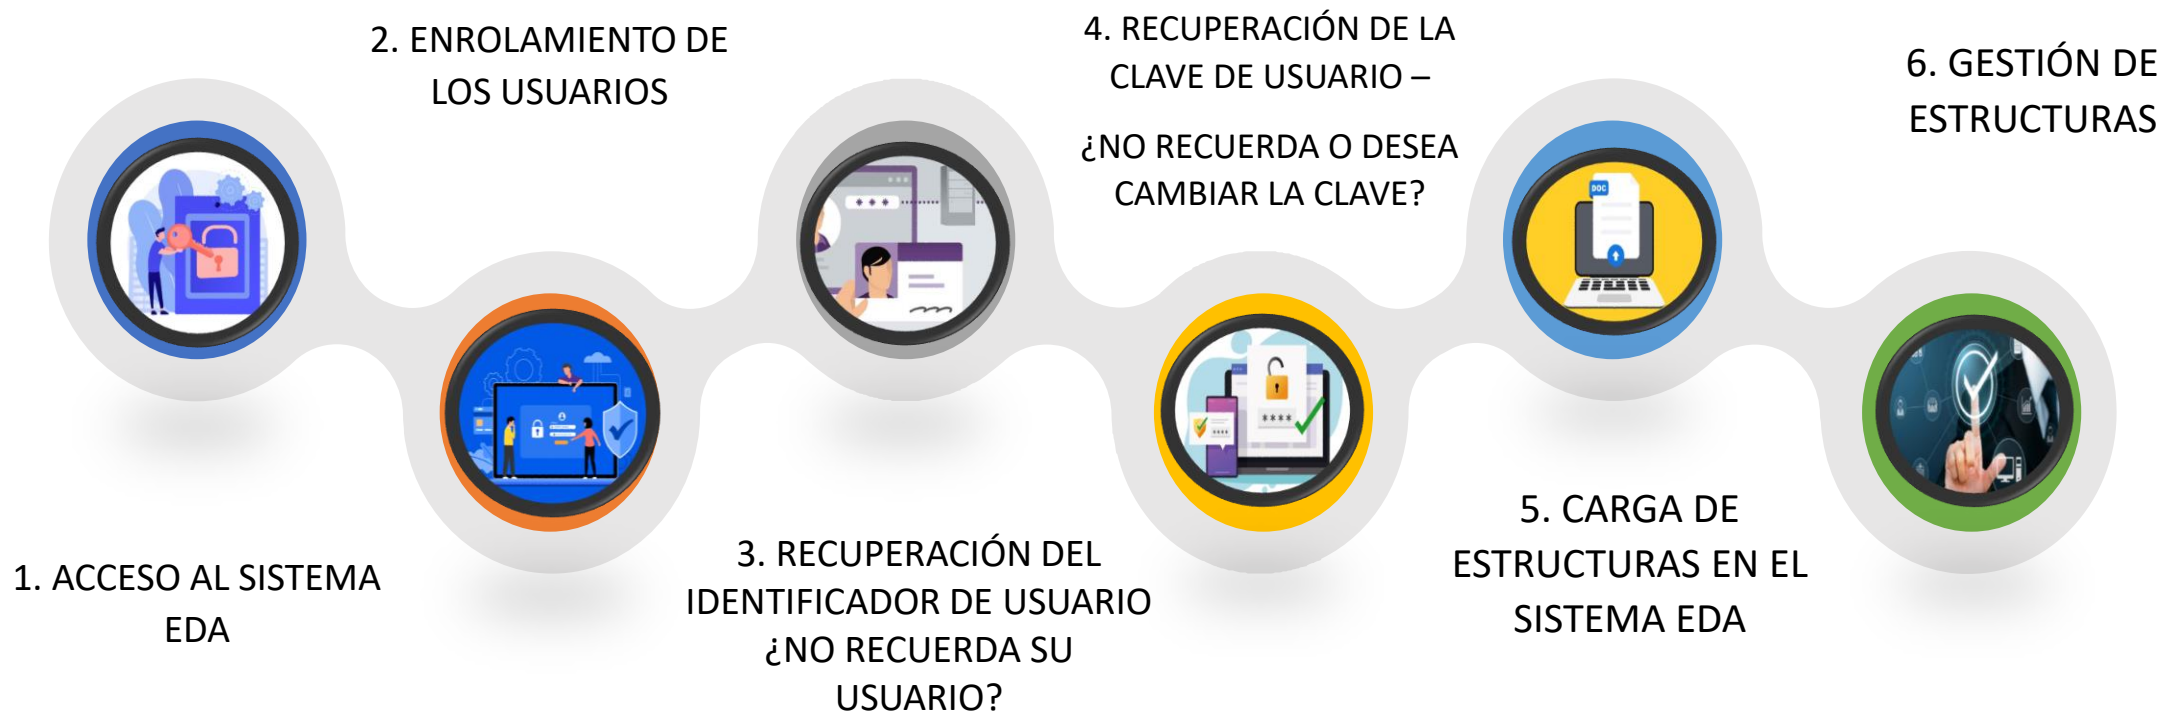 1. ACCESO AL SISTEMA
EDA
2. ENROLAMIENTO DE
LOS USUARIOS
3. RECUPERACIÓN DEL
IDENTIFICADOR DE USUARIO
¿NO RECUERDA SU
USUARIO?
4. RECUPERACIÓN DE LA
CLAVE DE USUARIO –
¿NO RECUERDA O DESEA
CAMBIAR LA CLAVE?
5. CARGA DE
ESTRUCTURAS EN EL
SISTEMA EDA
6. GESTIÓN DE
ESTRUCTURAS
DOC